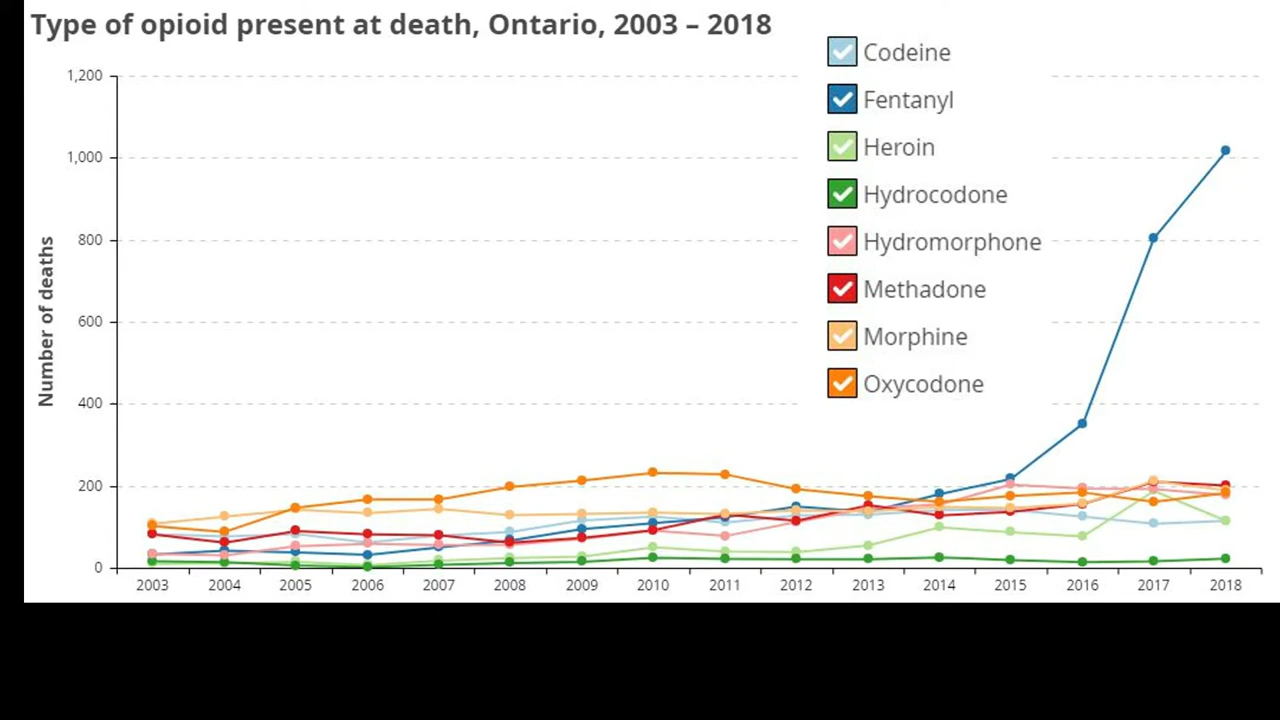 Type of opioid present at death, Ontario, 2003 – 2018
Codeine
Fentanyl
Heroin
Hydrocodone
Hydromorphone
Methadone
Morphine
Oxycodone
Number of deaths
1,200
1,000
800
600
400
200
0
2003 2004 2005 2006 2007 2008 2009 2010 2011 2012 2013 2014 2015 2016 2017 2018